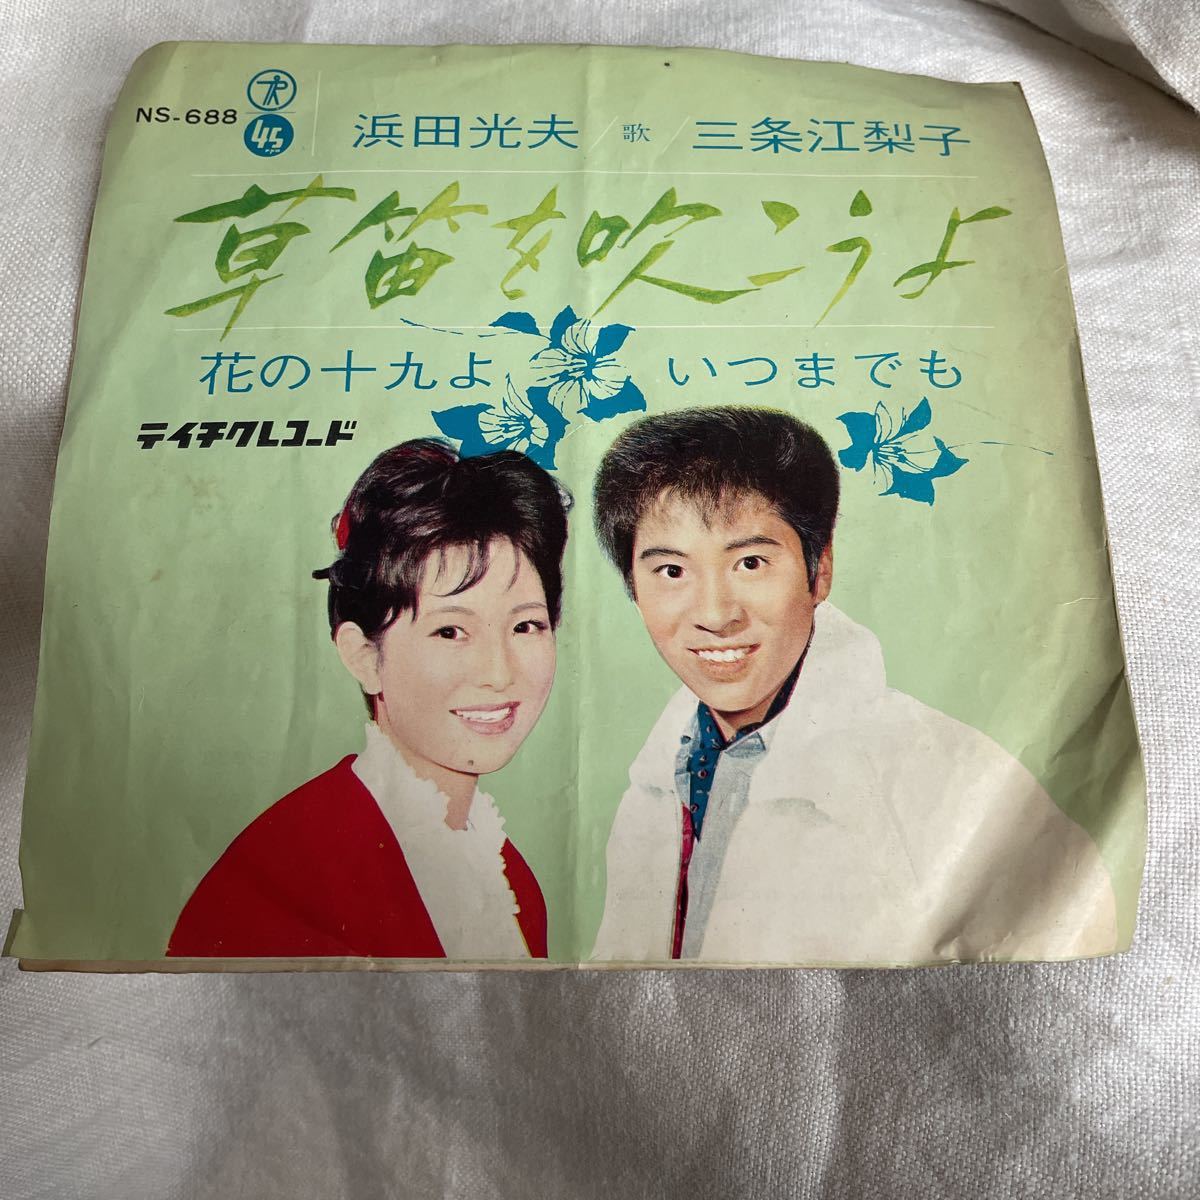 NS-688
TR
45
RPM
浜田光夫/歌/三条江梨子
草笛を吹こうよ
花の十九よ いつまでも
テイチクレコード